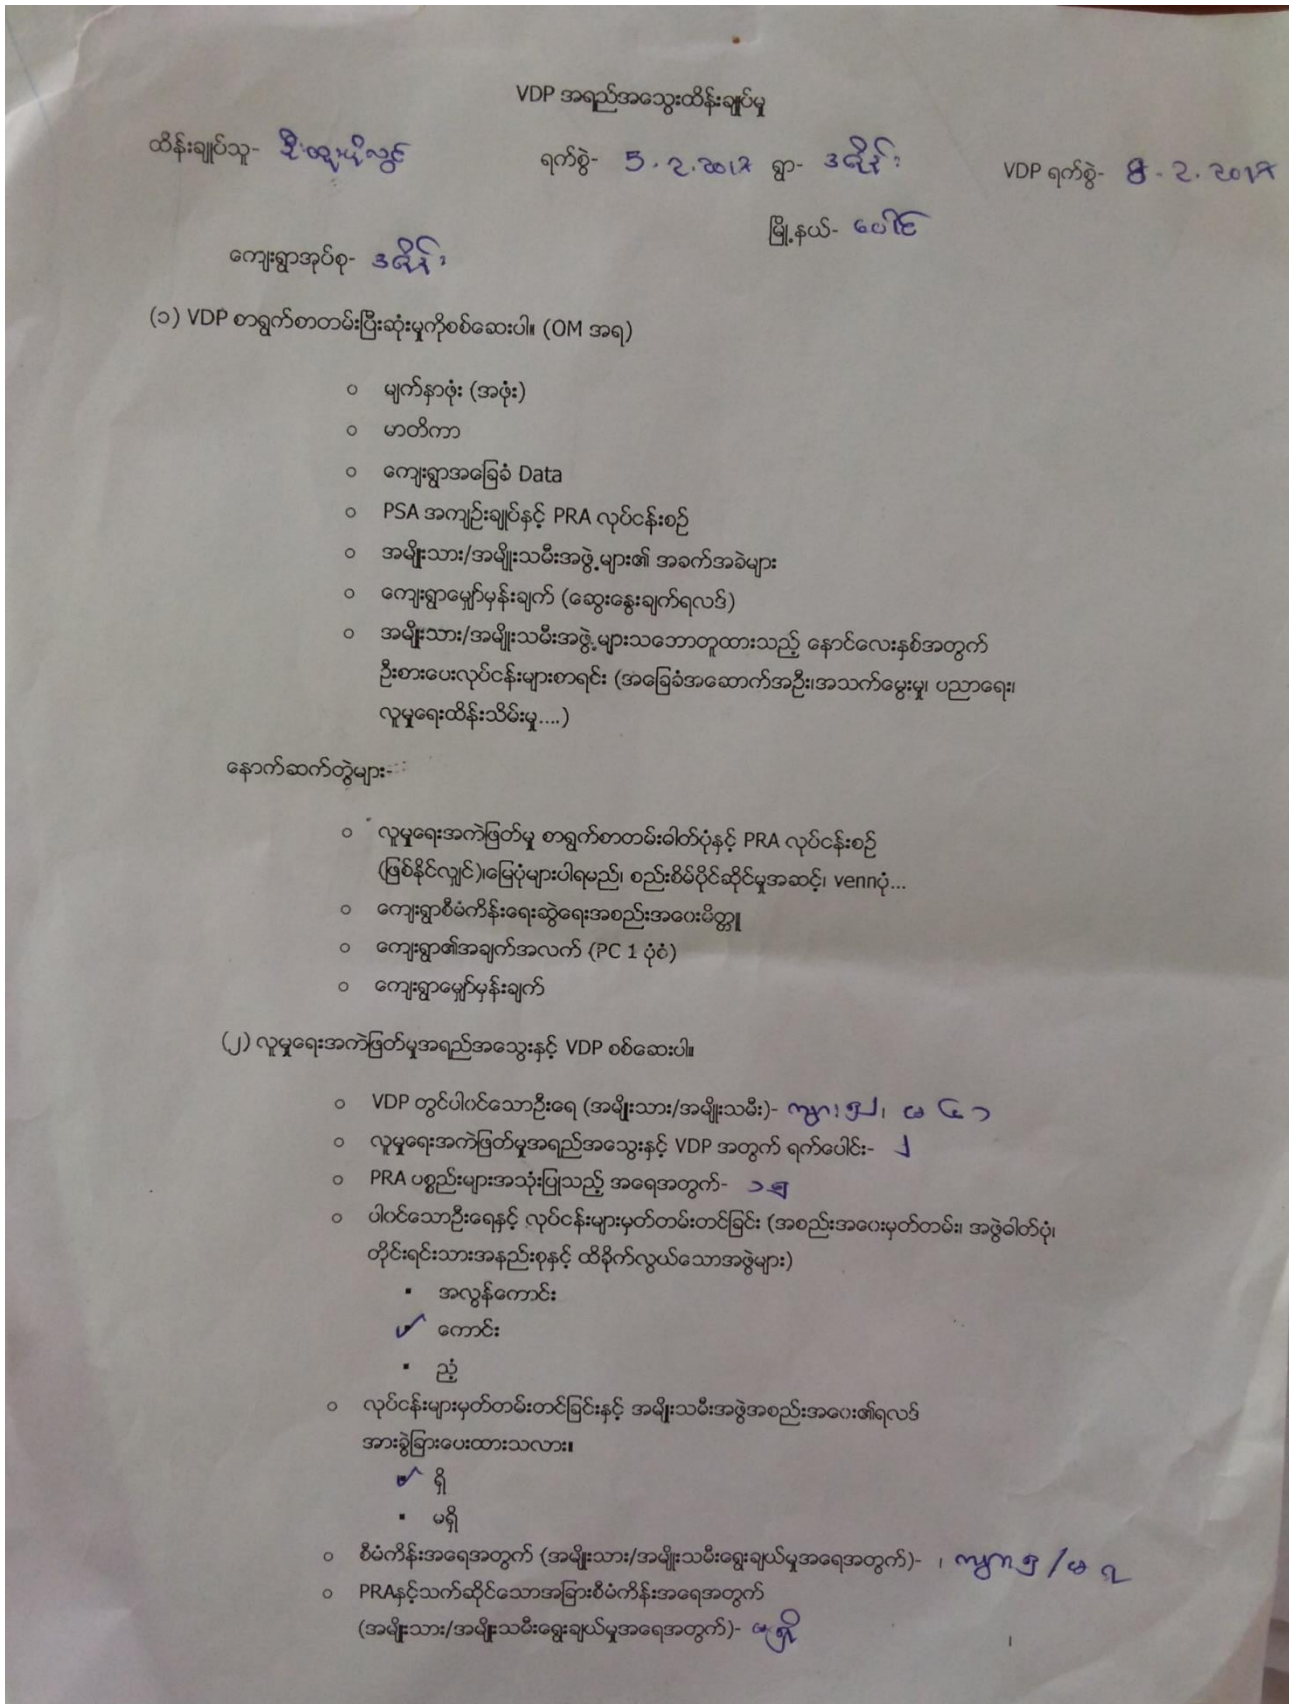 VDP အရည်အသွေးထိန်းချုပ်မှု
ထိန်းချုပ်သူ- ရက်စွဲ- 5.2.2017 ရွာ- ဒရိန်း VDP ရက်စွဲ- 8.2.2017
မြို့နယ်- ပေါင်
ကျေးရွာအုပ်စု- ဒရိန်း
(၁) VDP စာရွက်စာတမ်းပြီးဆုံးမှုကိုစစ်ဆေးပါ။ (OM အရ)
o မျက်နှာဖုံး (အဖုံး)
o မာတိကာ
o ကျေးရွာအခြေခံ Data
o PSA အကျဉ်းချုပ်နှင့် PRA လုပ်ငန်းစဉ်
o အမျိုးသား/အမျိုးသမီးအဖွဲ့များ၏ အခက်အခဲများ
o ကျေးရွာမျှော်မှန်းချက် (ဆွေးနွေးချက်ရလဒ်)
o အမျိုးသား/အမျိုးသမီးအဖွဲ့များသဘောတူထားသည့် နောင်လေးနှစ်အတွက်
ဦးစားပေးလုပ်ငန်းများစာရင်း (အခြေခံအဆောက်အဦး၊အသက်မွေးမှု၊ ပညာရေး၊
လူမှုရေးထိန်းသိမ်းမှု....)
နောက်ဆက်တွဲများ-
o လူမှုရေးအကဲဖြတ်မှု စာရွက်စာတမ်းဓါတ်ပုံနှင့် PRA လုပ်ငန်းစဉ်
(ဖြစ်နိုင်လျှင်)၊မြေပုံများပါရမည်၊ စည်းစိမ်ပိုင်ဆိုင်မှုအဆင့်၊ vennပုံ...
o ကျေးရွာစီမံကိန်းရေးဆွဲရေးအစည်းအဝေးမိတ္တူ
o ကျေးရွာ၏အချက်အလက် (PC 1 ပုံစံ)
o ကျေးရွာမျှော်မှန်းချက်
(၂) လူမှုရေးအကဲဖြတ်မှုအရည်အသွေးနှင့် VDP စစ်ဆေးပါ။
o VDP တွင်ပါဝင်သောဦးရေ (အမျိုးသား/အမျိုးသမီး)- ကျား ၅၂၊ မ ၄၁
o လူမှုရေးအကဲဖြတ်မှုအရည်အသွေးနှင့် VDP အတွက် ရက်ပေါင်း- ၂
o PRA ပစ္စည်းများအသုံးပြုသည့် အရေအတွက်- ၁၅
o ပါဝင်သောဦးရေနှင့် လုပ်ငန်းများမှတ်တမ်းတင်ခြင်း (အစည်းအဝေးမှတ်တမ်း၊ အဖွဲဓါတ်ပုံ၊
တိုင်းရင်းသားအနည်းစုနှင့် ထိခိုက်လွယ်သောအဖွဲများ)
▪ အလွန်ကောင်း
✓ ကောင်း
▪ ညံ့
o လုပ်ငန်းများမှတ်တမ်းတင်ခြင်းနှင့် အမျိုးသမီးအဖွဲအစည်းအဝေး၏ရလဒ်
အားခွဲခြားပေးထားသလား။
✓ ရှိ
▪ မရှိ
o စီမံကိန်းအရေအတွက် (အမျိုးသား/အမျိုးသမီးရွေးချယ်မှုအရေအတွက်)- ကျား ၅ / မ ၃
o PRAနှင့်သက်ဆိုင်သောအခြားစီမံကိန်းအရေအတွက်
(အမျိုးသား/အမျိုးသမီးရွေးချယ်မှုအရေအတွက်)- မရှိ